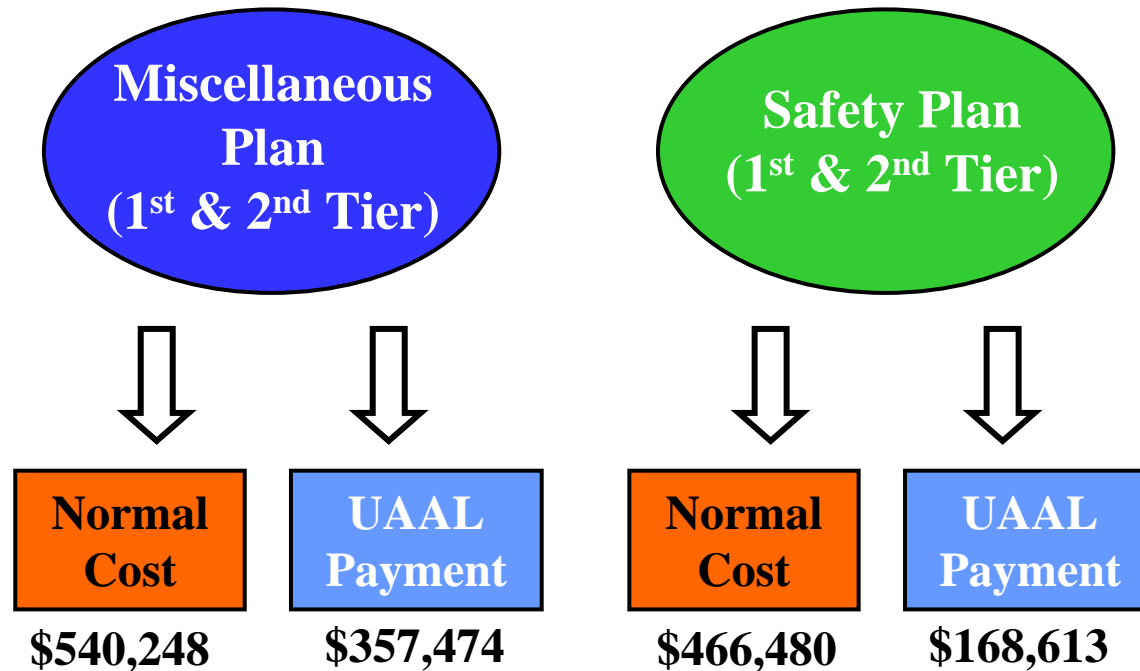 Miscellaneous
Plan
(1st & 2nd Tier)
Safety Plan
(1st & 2nd Tier)
Normal
Cost
UAAL
Payment
Normal
Cost
UAAL
Payment
$540,248
$357,474
$466,480
$168,613